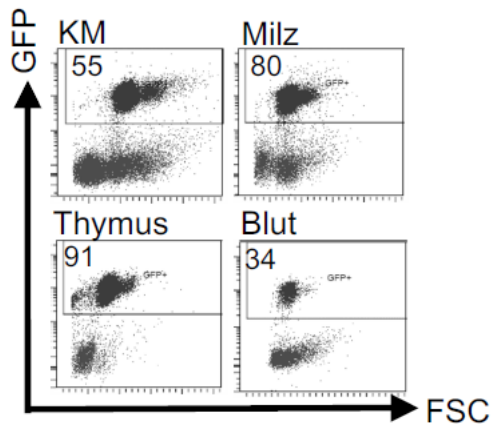 GFP
KM
55
Milz
80
GFP+
Thymus
91
GFP+
Blut
34
GFP+
FSC